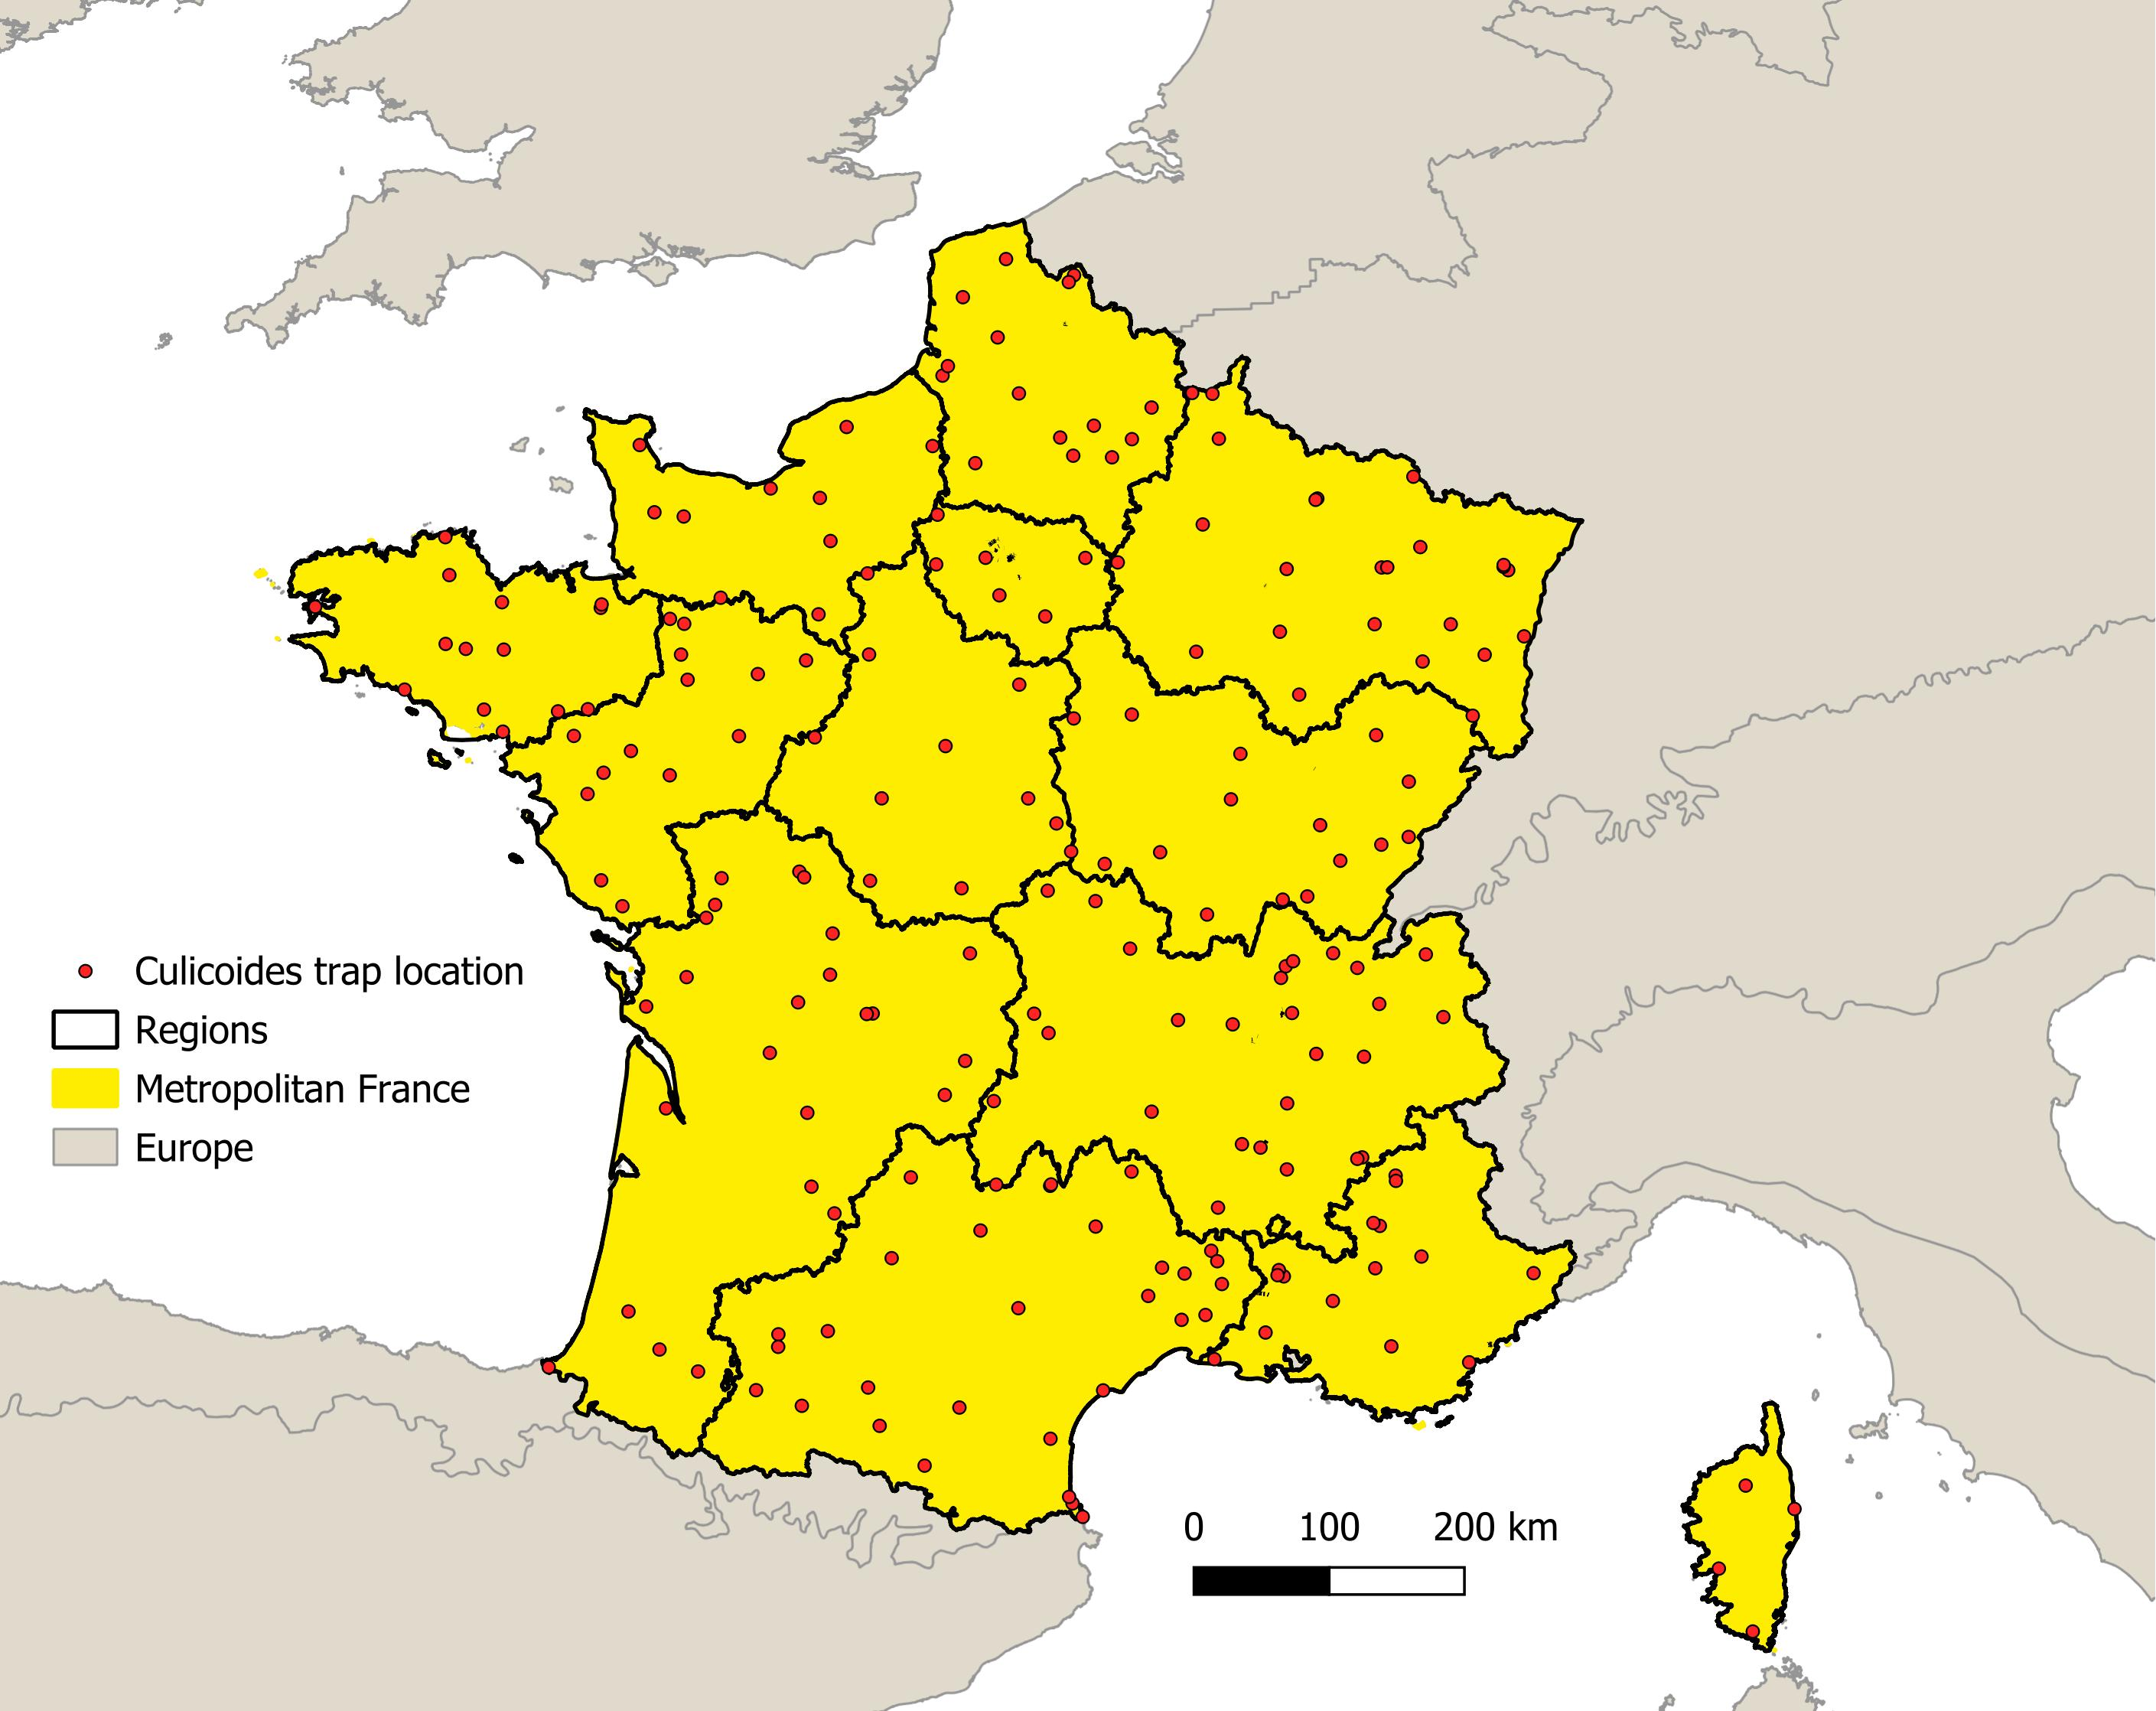 Culicoides trap location
Regions
Metropolitan France
Europe
0 100 200 km